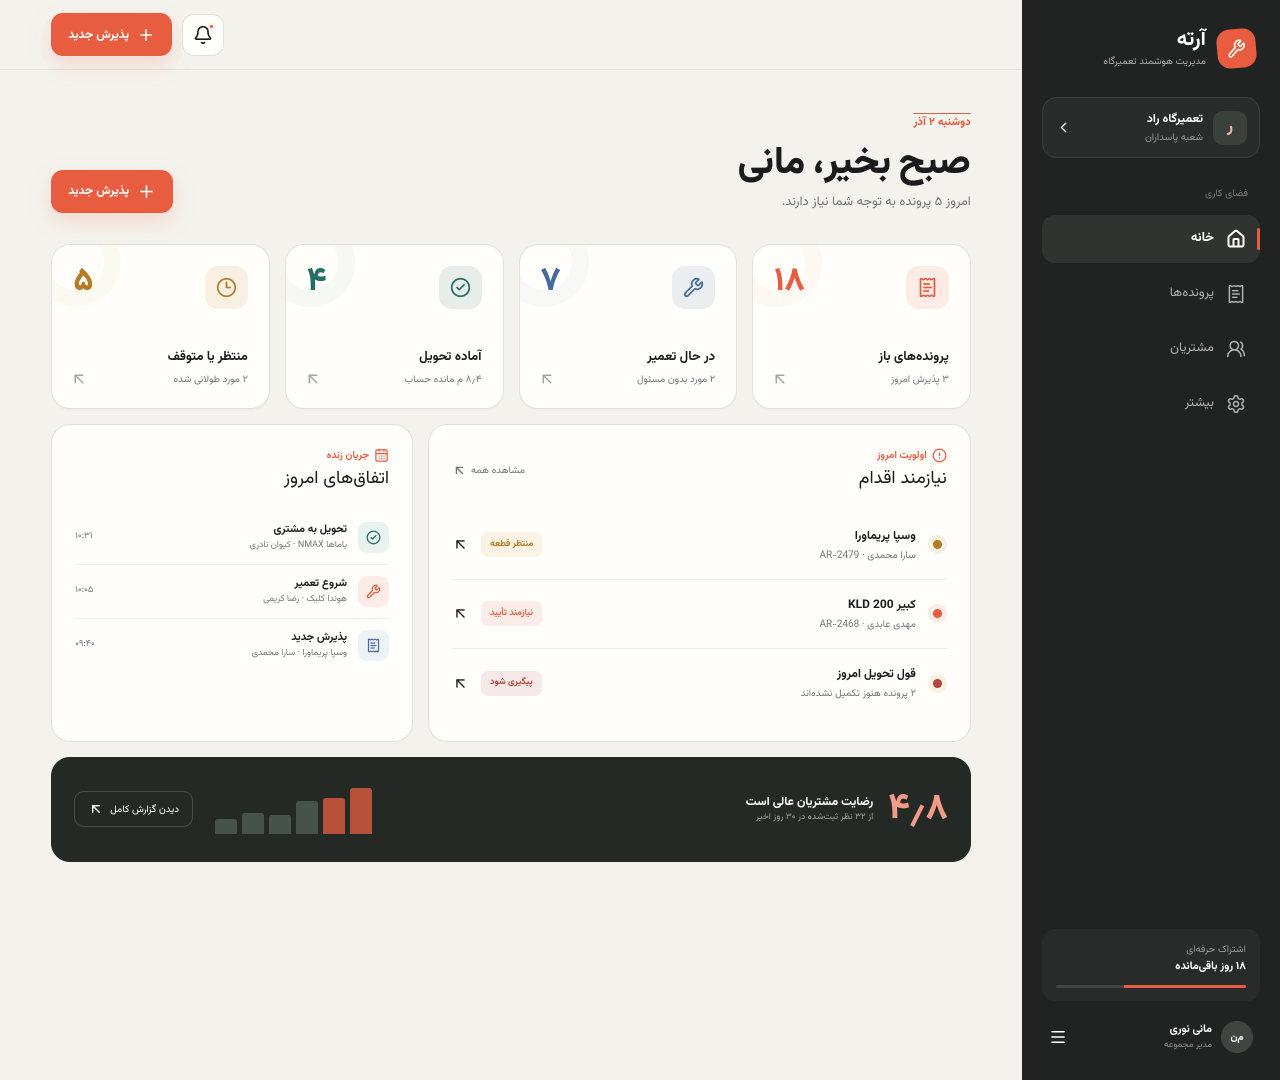 آرته
مدیریت هوشمند تعمیرگاه
ر
تعمیرگاه راد
شعبه پاسداران
فضای کاری
خانه
پرونده‌ها
مشتریان
بیشتر
اشتراک حرفه‌ای
۱۸ روز باقی‌مانده
م‌ن
مانی نوری
مدیر مجموعه
پذیرش جدید
دوشنبه ۲ آذر
صبح بخیر، مانی
امروز ۵ پرونده به توجه شما نیاز دارند.
پذیرش جدید
۱۸
پرونده‌های باز
۳ پذیرش امروز
۷
در حال تعمیر
۲ مورد بدون مسئول
۴
آماده تحویل
۸٫۴ م مانده حساب
۵
منتظر یا متوقف
۲ مورد طولانی شده
اولویت امروز
نیازمند اقدام
مشاهده همه
وسپا پریماورا
سارا محمدی · AR-2479
منتظر قطعه
کبیر KLD 200
مهدی عابدی · AR-2468
نیازمند تأیید
قول تحویل امروز
۲ پرونده هنوز تکمیل نشده‌اند
پیگیری شود
جریان زنده
اتفاق‌های امروز
تحویل به مشتری
یاماها NMAX · کیوان نادری
۱۰:۳۱
شروع تعمیر
هوندا کلیک · رضا کریمی
۱۰:۰۵
پذیرش جدید
وسپا پریماورا · سارا محمدی
۰۹:۴۰
۴٫۸
رضایت مشتریان عالی است
از ۳۲ نظر ثبت‌شده در ۳۰ روز اخیر
دیدن گزارش کامل